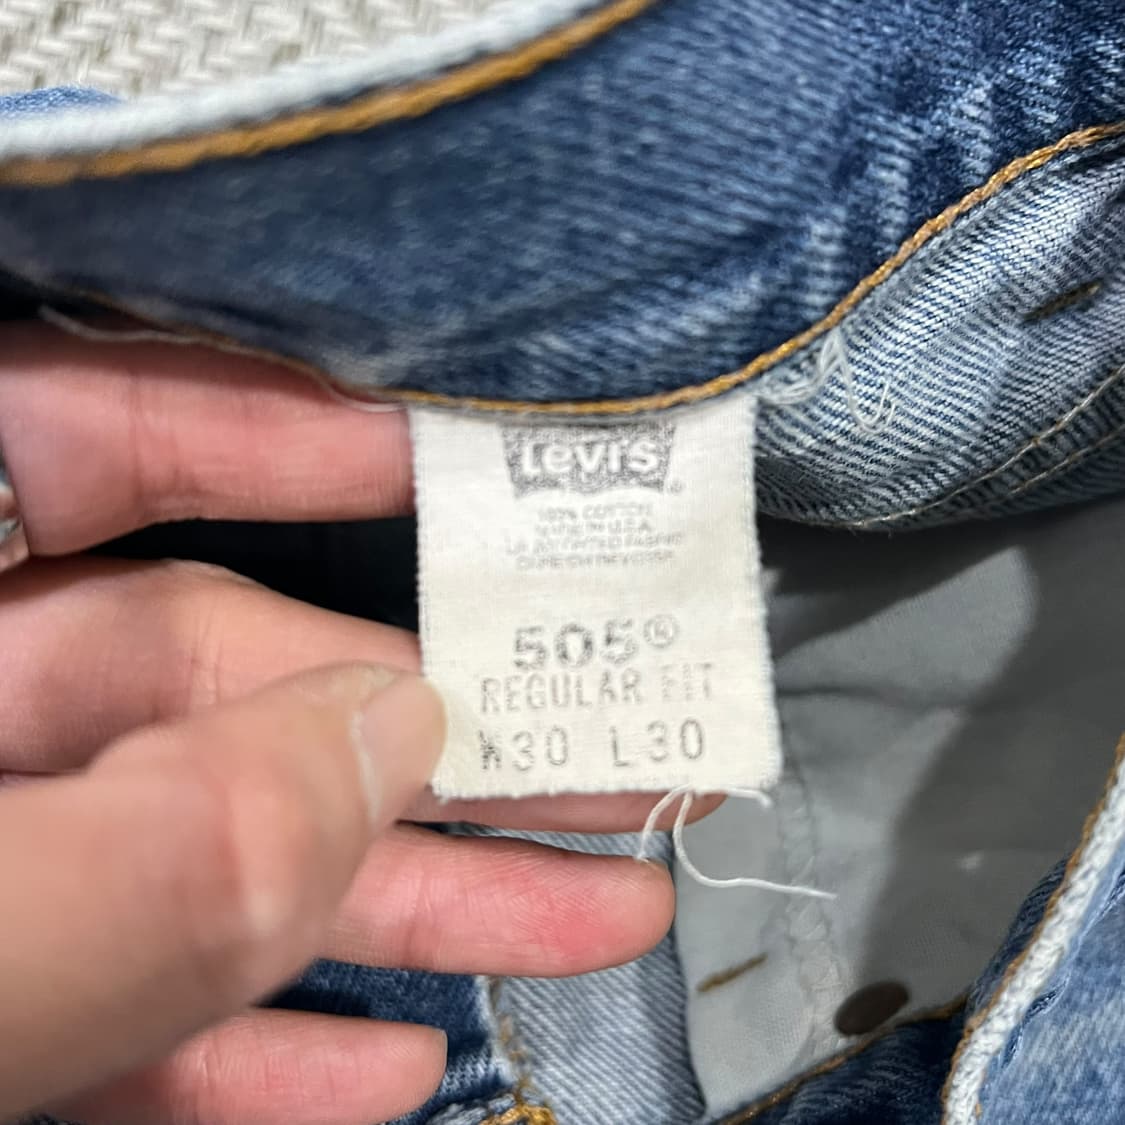 Levi's
100% COTTON
MADE IN U.S.A.
505®
REGULAR FIT
W30 L30